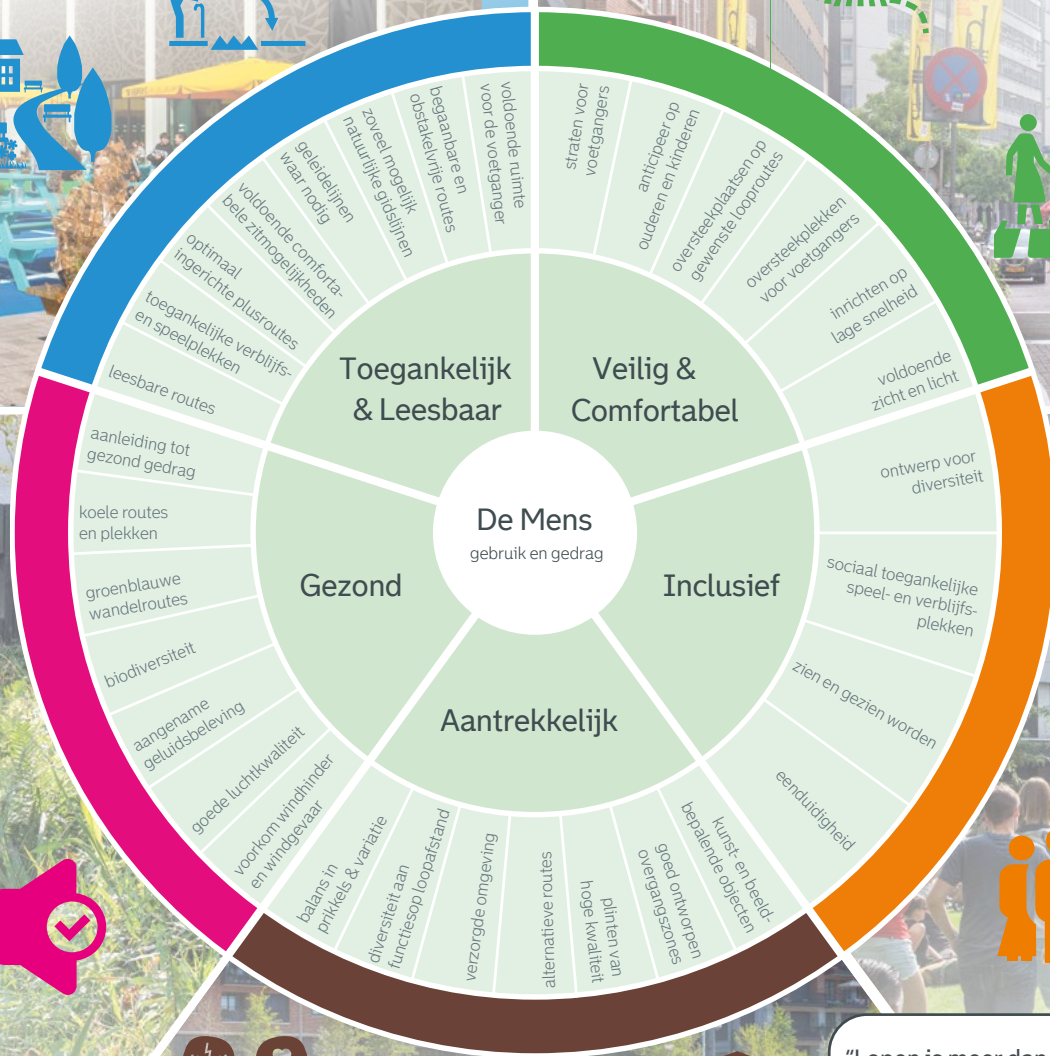 De Mens
gebruik en gedrag
Toegankelijk
& Leesbaar
leesbare routes
toegankelijke verblijfs-
en speelplekken
optimaal
ingerichte plusroutes
voldoende comforta-
bele zitmogelijkheden
geleidelijnen
waar nodig
zoveel mogelijk
natuurlijke gidslijnen
begaanbare en
obstakelvrije routes
voldoende ruimte
voor de voetganger
Veilig &
Comfortabel
straten voor
voetgangers
anticipeer op
ouderen en kinderen
oversteekplaatsen op
gewenste looproutes
oversteekplekken
voor voetgangers
inrichten op
lage snelheid
voldoende
zicht en licht
Inclusief
ontwerp voor
diversiteit
sociaal toegankelijke
speel- en verblijfs-
plekken
zien en gezien worden
eenduidigheid
Aantrekkelijk
kunst- en beeld-
bepalende objecten
goed ontworpen
overgangszones
plinten van
hoge kwaliteit
alternatieve routes
verzorgde omgeving
diversiteit aan
functiesop loopafstand
balans in
prikkels & variatie
Gezond
voorkom windhinder
en windgevaar
goede luchtkwaliteit
aangename
geluidsbeleving
biodiversiteit
groenblauwe
wandelroutes
koele routes
en plekken
aanleiding tot
gezond gedrag